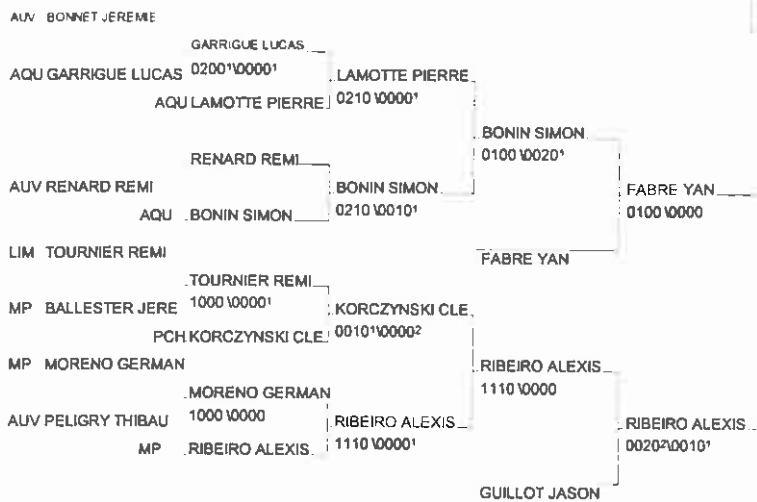 AUV BONNET JEREMIE
GARRIGUE LUCAS
AQU GARRIGUE LUCAS 0200¹\0000¹ LAMOTTE PIERRE
AQU LAMOTTE PIERRE 0210 \0000¹
BONIN SIMON
0100 \0020¹
RENARD REMI
AUV RENARD REMI BONIN SIMON FABRE YAN
AQU BONIN SIMON 0210 \0010¹ 0100 \0000
LIM TOURNIER REMI FABRE YAN
TOURNIER REMI
MP BALLESTER JERE 1000 \0000¹ KORCZYNSKI CLE
PCH KORCZYNSKI CLE 0010¹\0000²
MP MORENO GERMAN RIBEIRO ALEXIS
1110 \0000
MORENO GERMAN
AUV PELIGRY THIBAU 1000 \0000 RIBEIRO ALEXIS RIBEIRO ALEXIS
MP RIBEIRO ALEXIS 1110 \0000¹ 0020²\0010¹
GUILLOT JASON